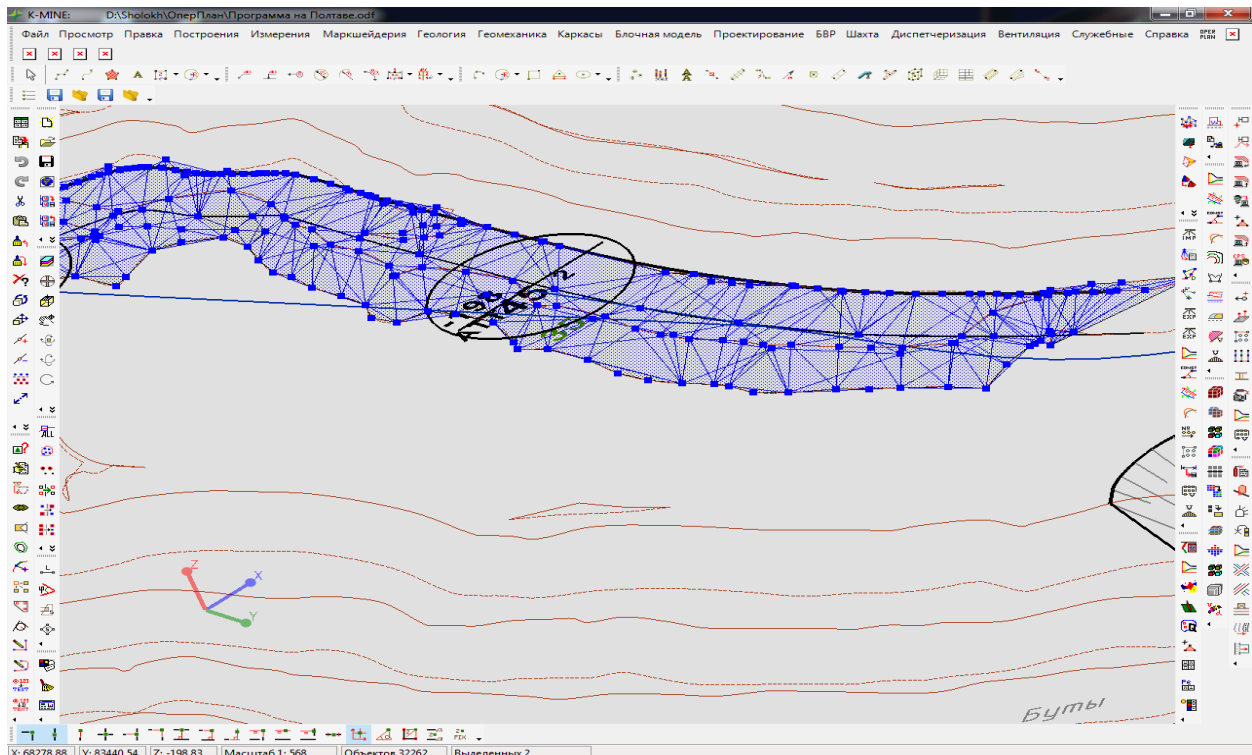 K-MINE: D:\Sholokh\ОперПлан\Программа на Полтаве.odf
Файл Просмотр Правка Построения Измерения Маркшейдерия Геология Геомеханика Каркасы Блочная модель Проектирование БВР Шахта Диспетчеризация Вентиляция Служебные Справка
ALL
Z
X
Y
Буты
X: 68278.88 Y: 83440.54 Z: -198.83 Масштаб 1: 568 Объектов 32262 Выделенных 2